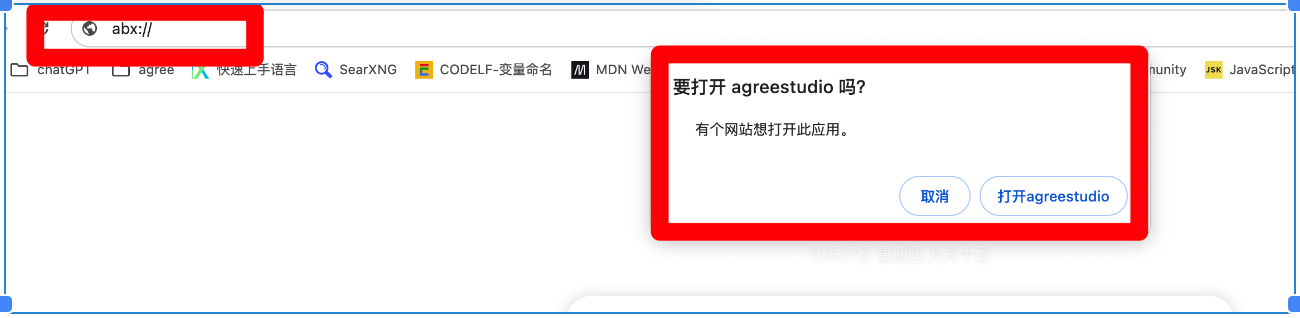 abx://
chatGPT
agree
快速上手语言
SearXNG
CODELF-变量命名
MDN We
munity
JSK
JavaScript
要打开 agreestudio 吗?
有个网站想打开此应用。
取消
打开agreestudio